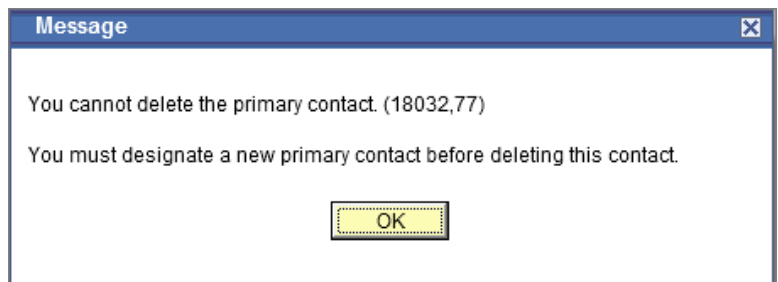 Message
You cannot delete the primary contact. (18032,77)
You must designate a new primary contact before deleting this contact.
OK